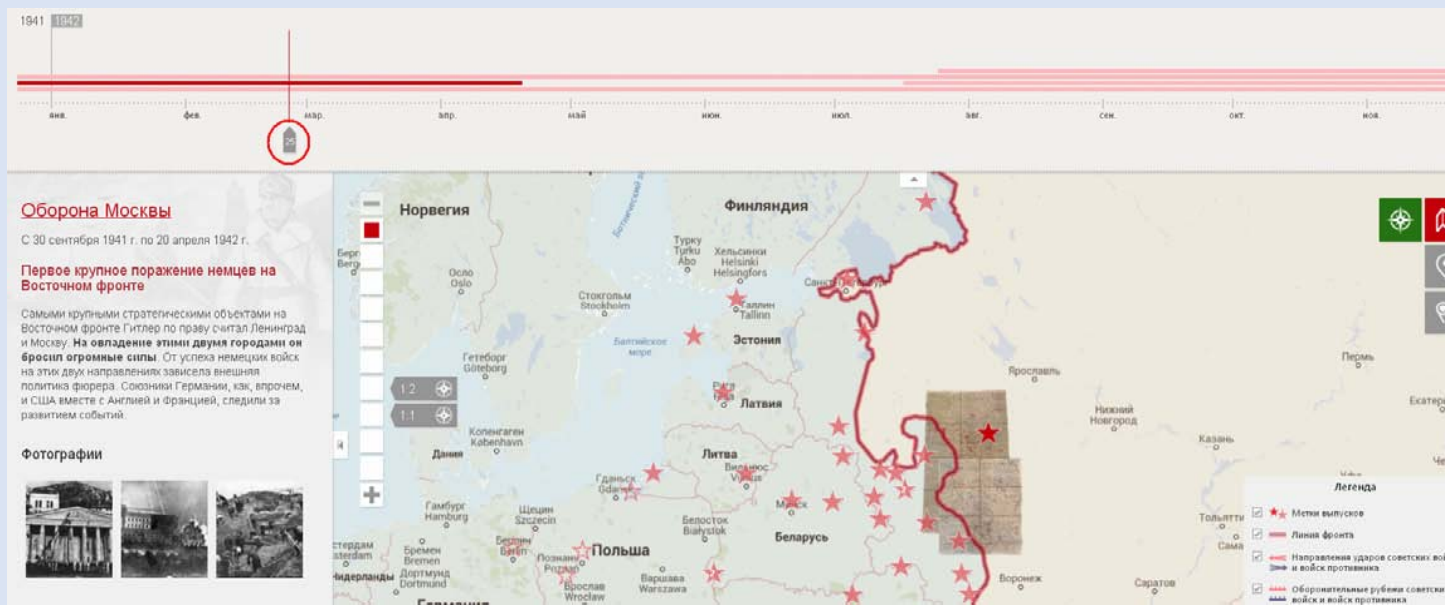 1941 1942
янв. фев. мар. апр. май июн. июл. авг. сен. окт. ноя.
25
Оборона Москвы
С 30 сентября 1941 г. по 20 апреля 1942 г.
Первое крупное поражение немцев на
Восточном фронте
Самыми крупными стратегическими объектами на
Восточном фронте Гитлер по праву считал Ленинград
и Москву. На овладение этими двумя городами он
бросил огромные силы. От успеха немецких войск
на этих двух направлениях зависела внешняя
политика фюрера. Союзники Германии, как, впрочем,
и США вместе с Англией и Францией, следили за
развитием событий.
Фотографии
Норвегия
Финляндия
Ботнический
Турку
Turku
Åbo
Хельсинки
Helsinki
Helsingfors
Осло
Oslo
Стокгольм
Stockholm
Таллин
Tallinn
Балтийское
море
Эстония
Гетеборг
Göteborg
Ярославль
Пермь
1.2
1.1
Латвия
Нижний
Новгород
Казань
Копенгаген
København
Дания
Литва
Вильнюс
Vilnius
Гданьск
Gdańsk
Минск
Гамбург
Hamburg
Щецин
Szczecin
Белосток
Białystok
Беларусь
Бремен
Bremen
Берлин
Berlin
Познань
Poznań
Польша
Дортмунд
Dortmund
Вроцлав
Wrocław
Варшава
Warszawa
Германия
Воронеж
Саратов
Легенда
Метки выпусков
Линия фронта
Направления ударов советских
и войск противника
Оборонительные рубежи
войск и войск противника